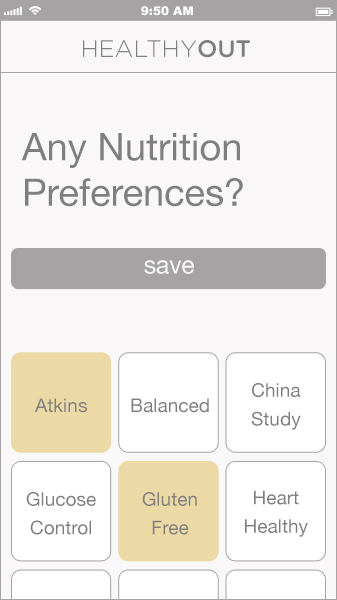 9:50 AM
HEALTHYOUT
Any Nutrition
Preferences?
save
Atkins
Balanced
China
Study
Glucose
Control
Gluten
Free
Heart
Healthy